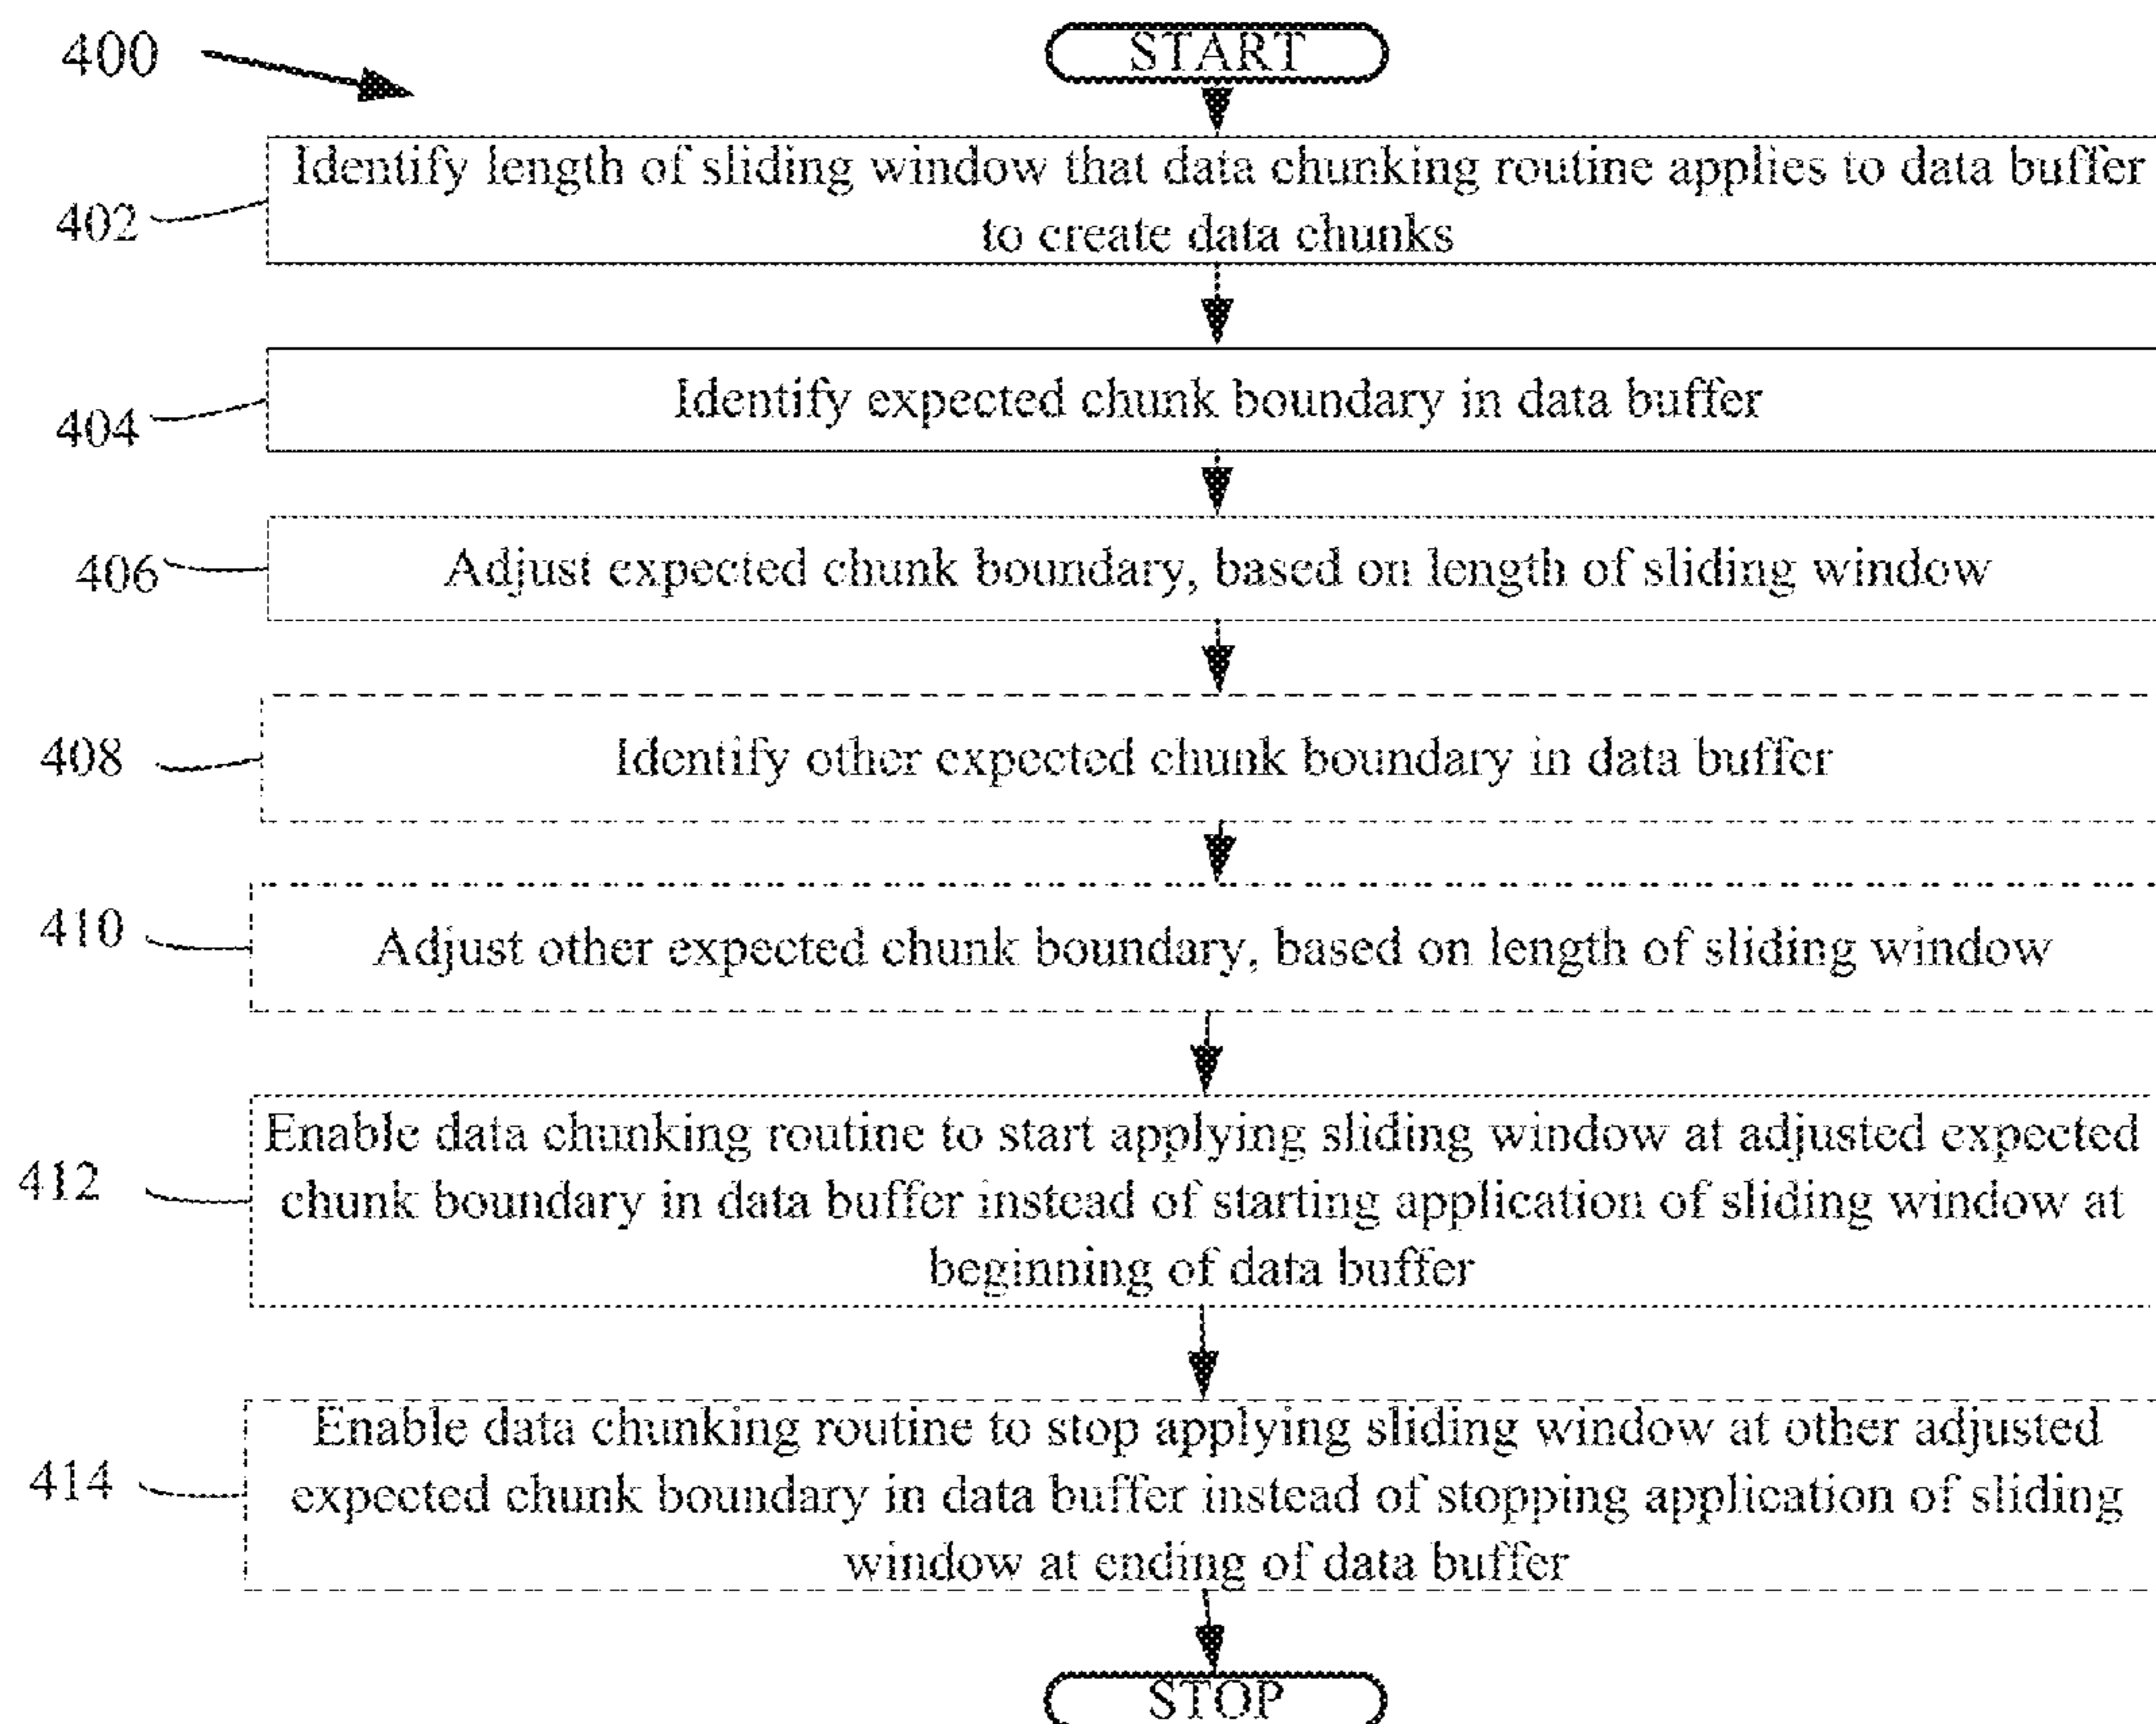 400
START
402
Identify length of sliding window that data chunking routine applies to data buffer
to create data chunks
404
Identify expected chunk boundary in data buffer
406
Adjust expected chunk boundary, based on length of sliding window
408
Identify other expected chunk boundary in data buffer
410
Adjust other expected chunk boundary, based on length of sliding window
412
Enable data chunking routine to start applying sliding window at adjusted expected
chunk boundary in data buffer instead of starting application of sliding window at
beginning of data buffer
414
Enable data chunking routine to stop applying sliding window at other adjusted
expected chunk boundary in data buffer instead of stopping application of sliding
window at ending of data buffer
STOP